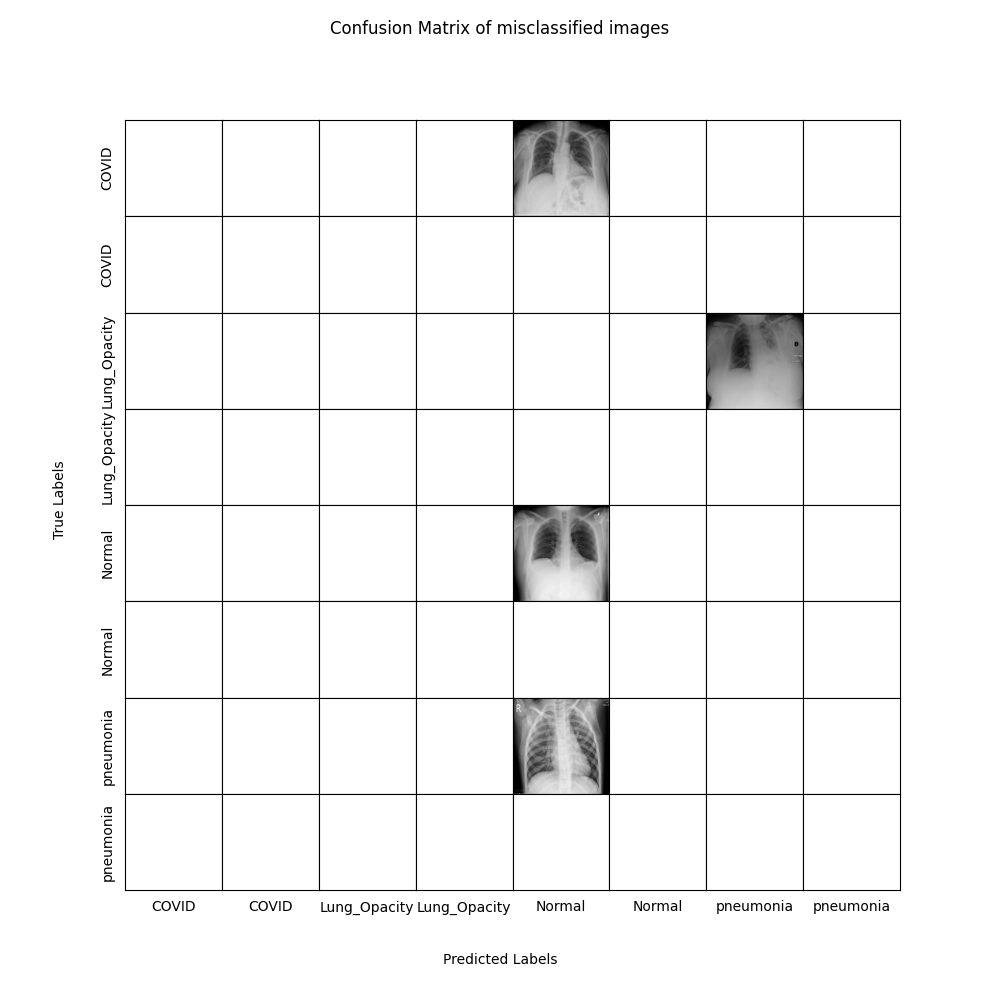 Confusion Matrix of misclassified images
True Labels
COVID
COVID
Lung_Opacity
Lung_Opacity
Normal
Normal
pneumonia
pneumonia
R
COVID COVID Lung_Opacity Lung_Opacity Normal Normal pneumonia pneumonia
Predicted Labels